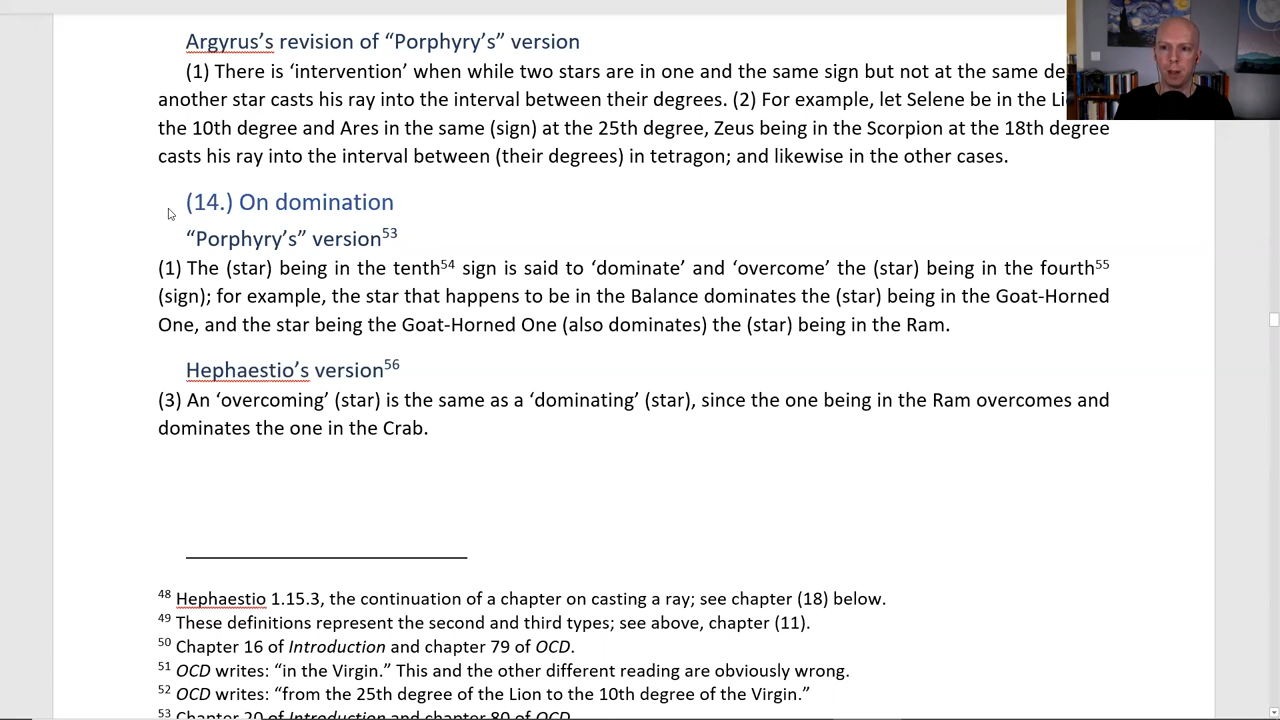 Argyrus's revision of “Porphyry's” version
(1) There is ‘intervention’ when while two stars are in one and the same sign but not at the same
another star casts his ray into the interval between their degrees. (2) For example, let Selene be in the
the 10th degree and Ares in the same (sign) at the 25th degree, Zeus being in the Scorpion at the 18th degree
casts his ray into the interval between (their degrees) in tetragon; and likewise in the other cases.
(14.) On domination
“Porphyry's” version53
(1) The (star) being in the tenth54 sign is said to ‘dominate’ and ‘overcome’ the (star) being in the fourth55
(sign); for example, the star that happens to be in the Balance dominates the (star) being in the Goat-Horned
One, and the star being the Goat-Horned One (also dominates) the (star) being in the Ram.
Hephaestio's version56
(3) An ‘overcoming’ (star) is the same as a ‘dominating’ (star), since the one being in the Ram overcomes and
dominates the one in the Crab.
48 Hephaestio 1.15.3, the continuation of a chapter on casting a ray; see chapter (18) below.
49 These definitions represent the second and third types; see above, chapter (11).
50 Chapter 16 of Introduction and chapter 79 of OCD.
51 OCD writes: “in the Virgin.” This and the other different reading are obviously wrong.
52 OCD writes: “from the 25th degree of the Lion to the 10th degree of the Virgin.”
53 Chapter 20 of Introduction and chapter 80 of OCD.